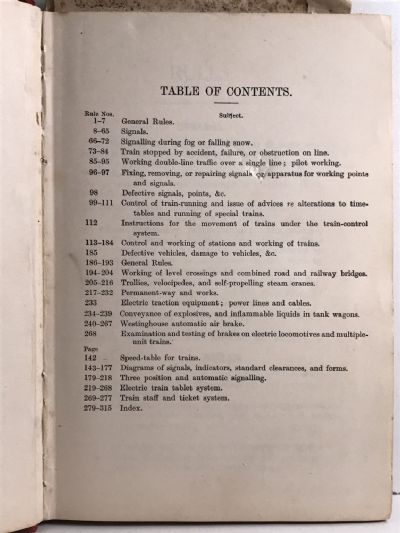 TABLE OF CONTENTS.
Rule Nos. Subject.
1-7 General Rules.
8-65 Signals.
66-72 Signalling during fog or falling snow.
73-84 Train stopped by accident, failure, or obstruction on line.
85-95 Working double-line traffic over a single line; pilot working.
96-97 Fixing, removing, or repairing signals or apparatus for working points
and signals.
98 Defective signals, points, &c.
99-111 Control of train-running and issue of advices re alterations to time-
tables and running of special trains.
112 Instructions for the movement of trains under the train-control
system.
113-184 Control and working of stations and working of trains.
185 Defective vehicles, damage to vehicles, &c.
186-193 General Rules.
194-204 Working of level crossings and combined road and railway bridges.
205-216 Trollies, velocipedes, and self-propelling steam cranes.
217-232 Permanent-way and works.
233 Electric traction equipment; power lines and cables.
234-239 Conveyance of explosives, and inflammable liquids in tank wagons.
240-267 Westinghouse automatic air brake.
268 Examination and testing of brakes on electric locomotives and multiple-
unit trains.
Page
142 Speed-table for trains.
143-177 Diagrams of signals, indicators, standard clearances, and forms.
179-218 Three position and automatic signalling.
219-268 Electric train tablet system.
269-277 Train staff and ticket system.
279-315 Index.